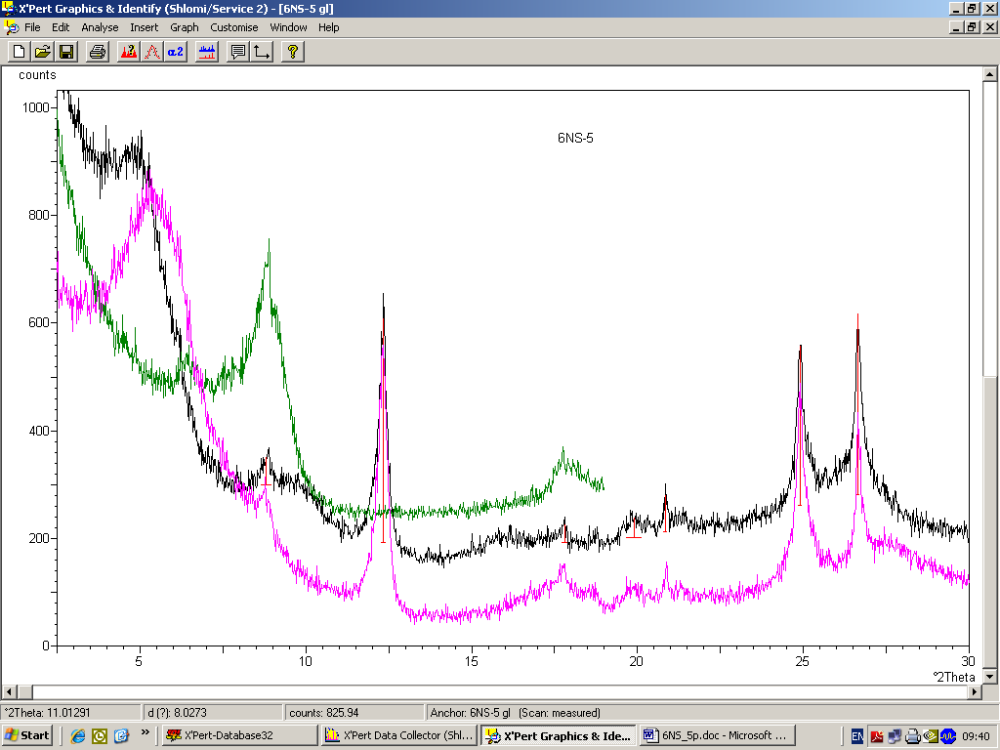 X'Pert Graphics & Identify (Shlomi/Service 2) - [6NS-5 gl]
File Edit Analyse Insert Graph Customise Window Help
α2 ?
counts
1000
6NS-5
800
600
400
200
0
5 10 15 20 25 30
°2Theta
°2Theta: 11.01291 d (?): 8.0273 counts: 825.94 Anchor: 6NS-5 gl (Scan: measured)
Start » X'Pert-Database32 X'Pert Data Collector (Shl... X'Pert Graphics & Ide... 6NS_5p.doc - Microsoft ... EN 09:40